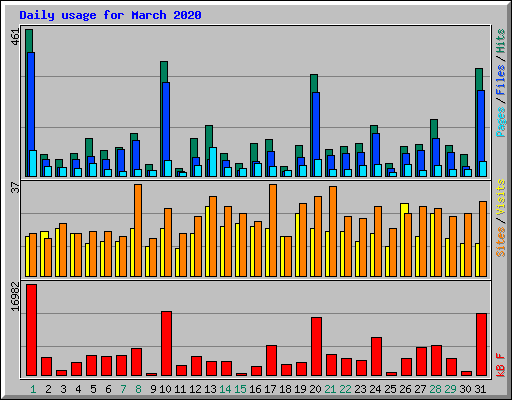 Daily usage for March 2020
461
Pages / Files / Hits
37
Sites / Visits
16982
kB F
1 2 3 4 5 6 7 8 9 10 11 12 13 14 15 16 17 18 19 20 21 22 23 24 25 26 27 28 29 30 31